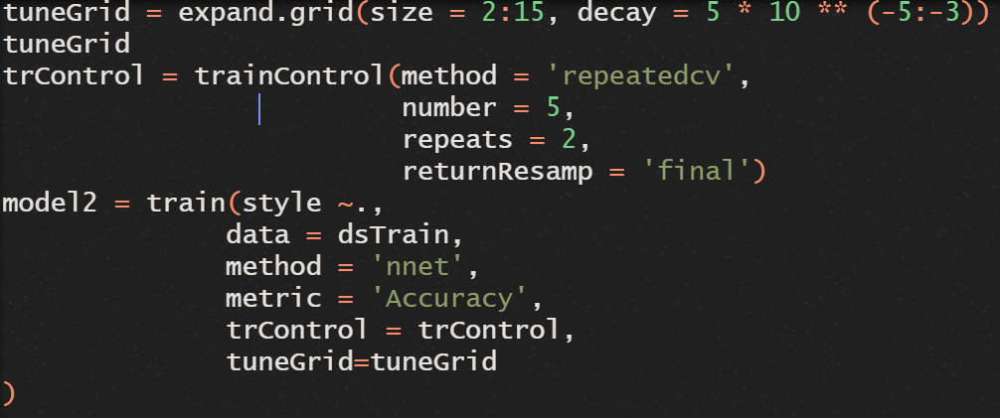 tuneGrid = expand.grid(size = 2:15, decay = 5 * 10 ** (-5:-3))
tuneGrid
trControl = trainControl(method = 'repeatedcv',
                         number = 5,
                         repeats = 2,
                         returnResamp = 'final')
model2 = train(style ~.,
              data = dsTrain,
              method = 'nnet',
              metric = 'Accuracy',
              trControl = trControl,
              tuneGrid=tuneGrid
)